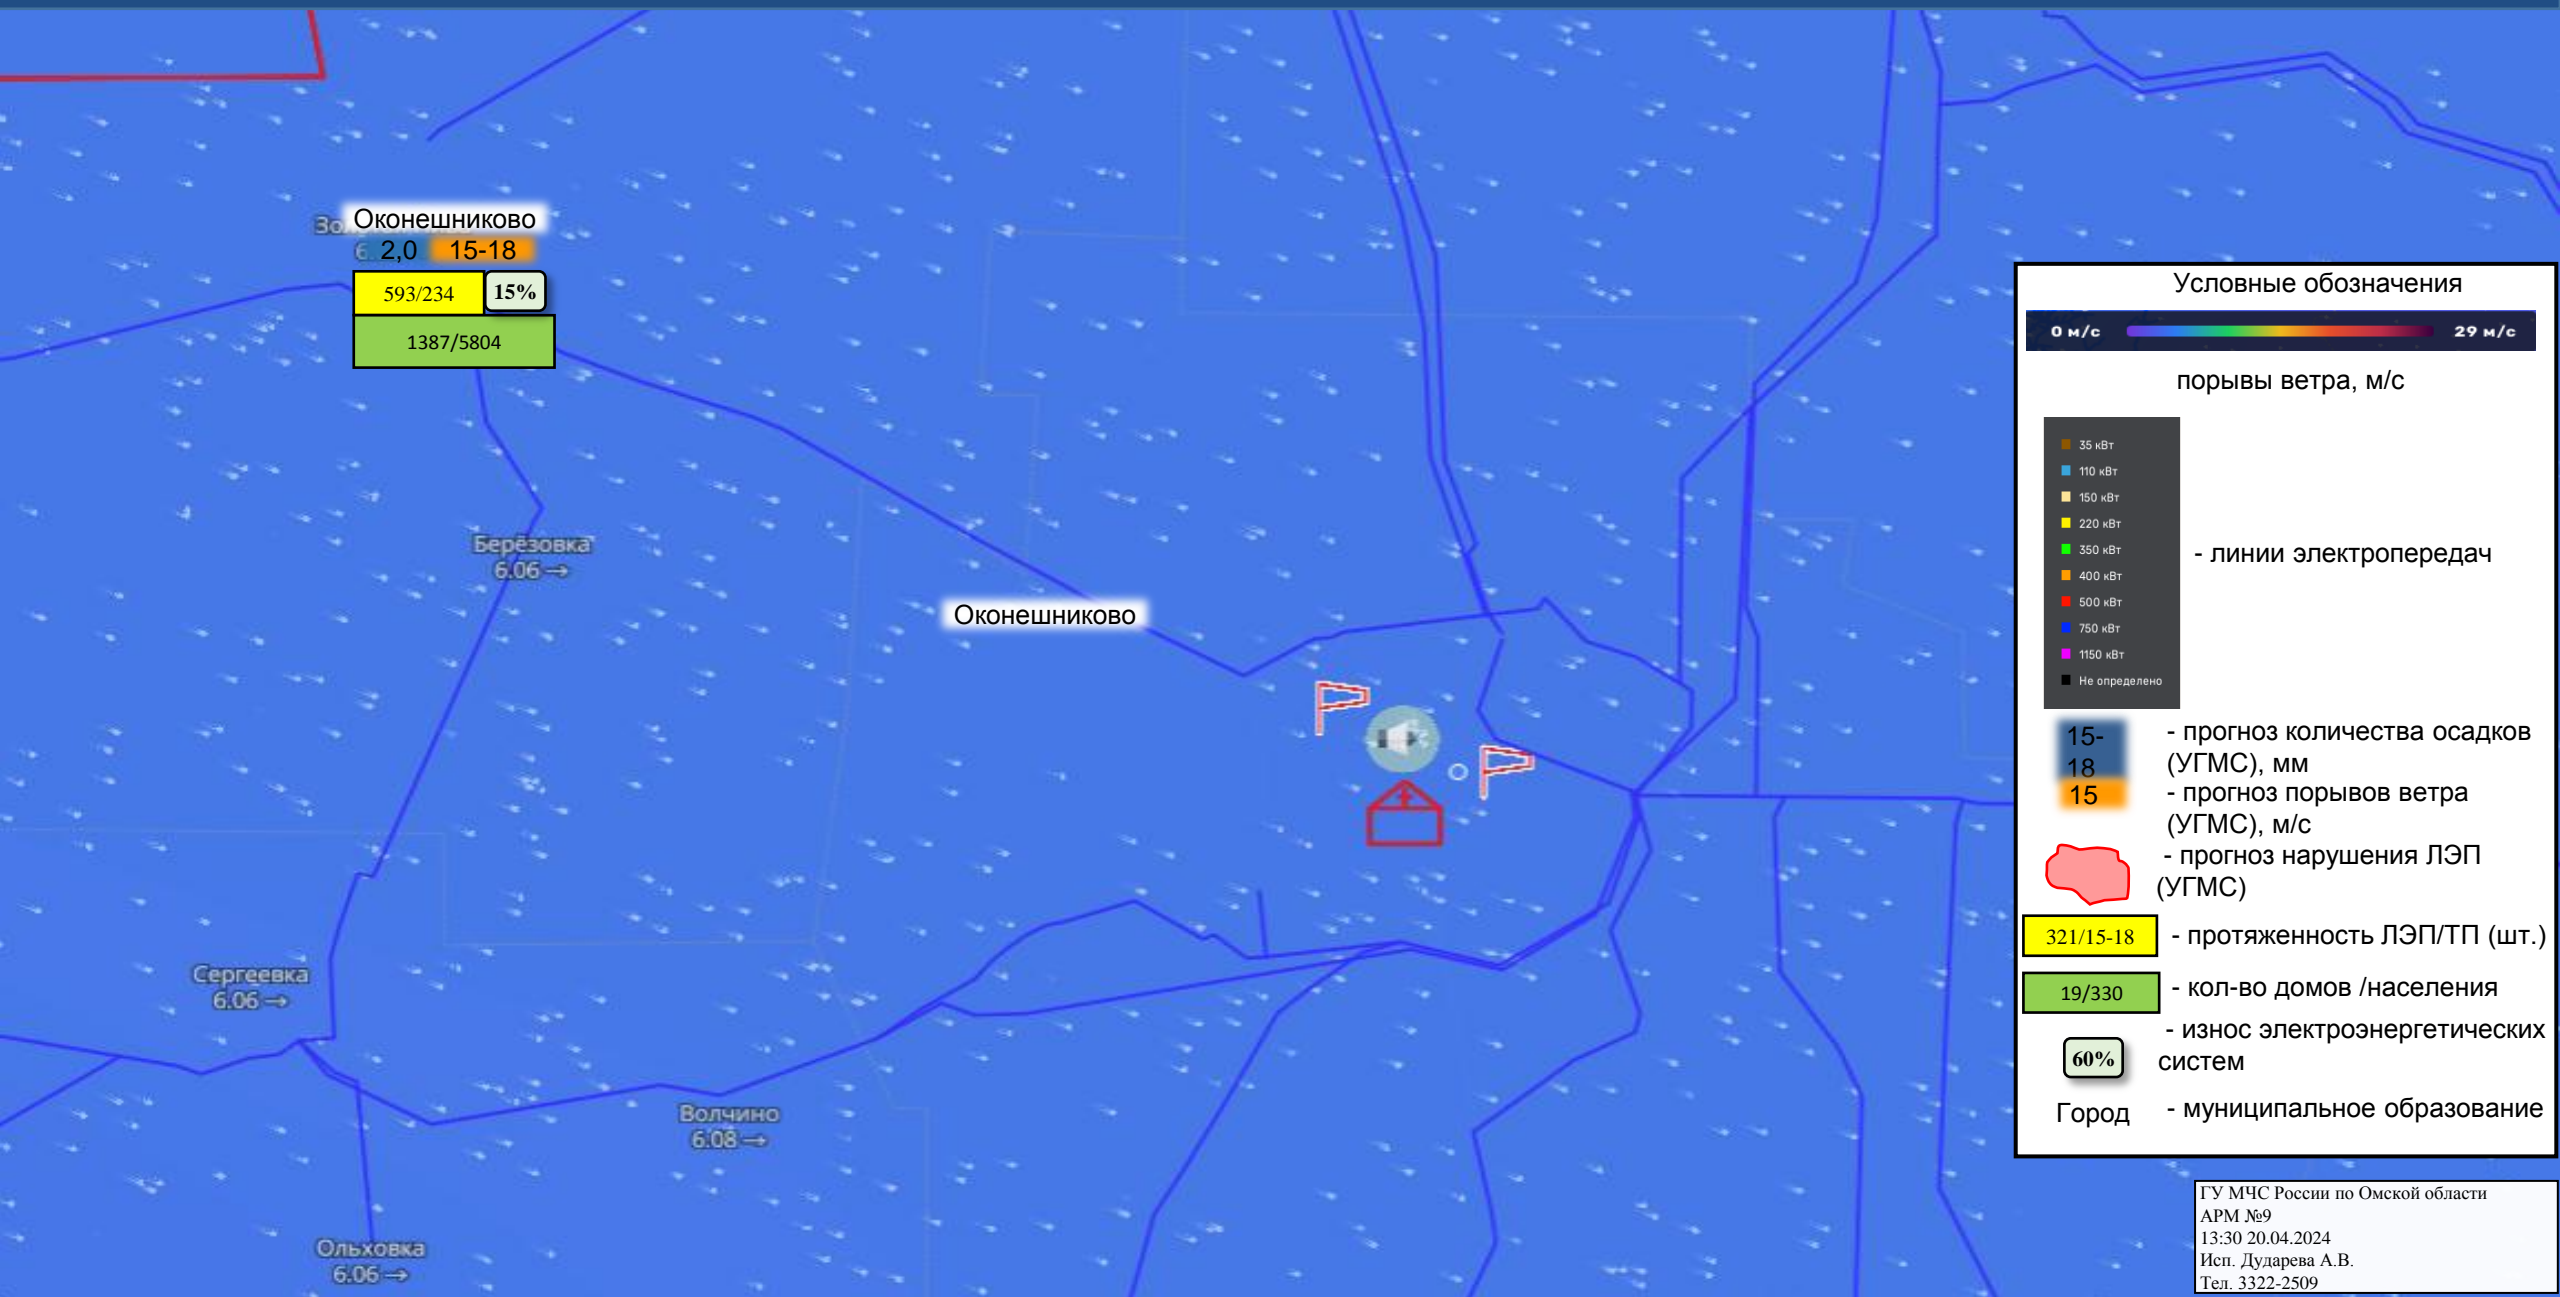 Оконешниково
2,0 15-18
593/234 15%
1387/5804
Берёзовка
6.06 →
Оконешниково
Сергеевка
6.06 →
Волчино
6.08 →
Ольховка
6.06 →
Условные обозначения
0 м/с 29 м/с
порывы ветра, м/с
35 кВт
110 кВт
150 кВт
220 кВт
350 кВт
400 кВт
500 кВт
750 кВт
1150 кВт
Не определено
- линии электропередач
15-
18
- прогноз количества осадков
(УГМС), мм
15
- прогноз порывов ветра
(УГМС), м/с
- прогноз нарушения ЛЭП
(УГМС)
321/15-18 - протяженность ЛЭП/ТП (шт.)
19/330 - кол-во домов /населения
60%
- износ электроэнергетических
систем
Город - муниципальное образование
ГУ МЧС России по Омской области
АРМ №9
13:30 20.04.2024
Исп. Дударева А.В.
Тел. 3322-2509